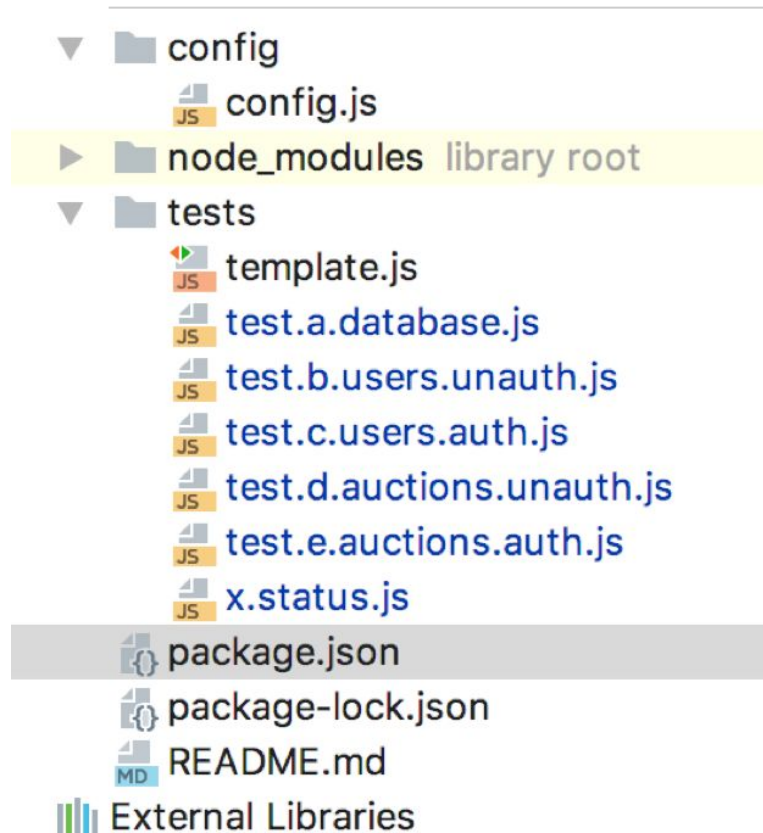 config
JS config.js
node_modules library root
tests
JS template.js
JS test.a.database.js
JS test.b.users.unauth.js
JS test.c.users.auth.js
JS test.d.auctions.unauth.js
JS test.e.auctions.auth.js
JS x.status.js
{} package.json
{} package-lock.json
MD README.md
External Libraries